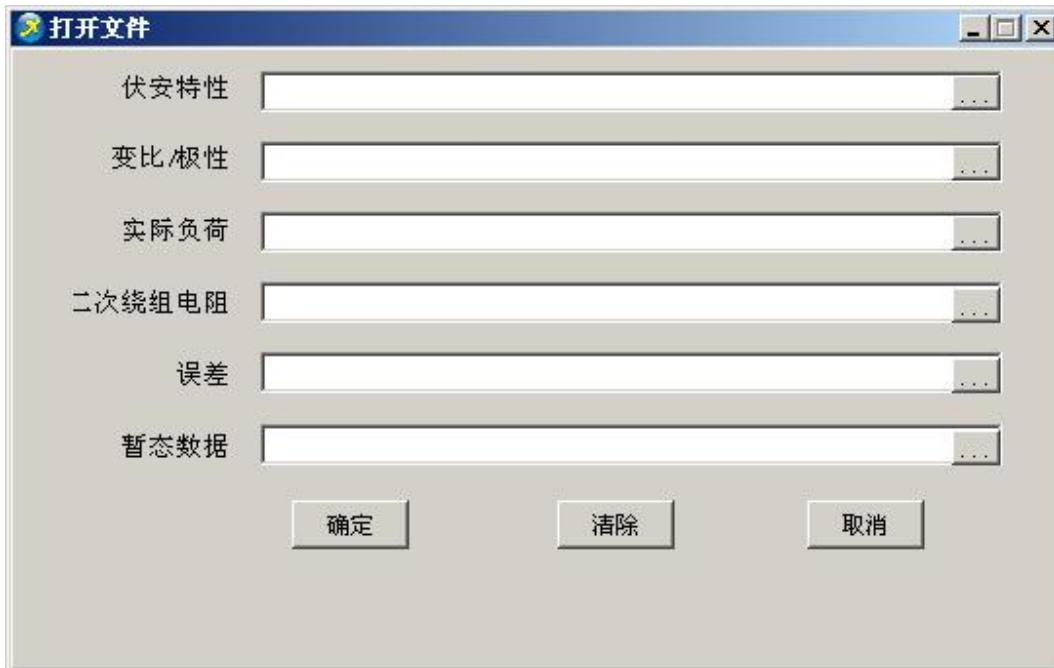 打开文件
伏安特性 ...
变比/极性 ...
实际负荷 ...
二次绕组电阻 ...
误差 ...
暂态数据 ...
确定 清除 取消